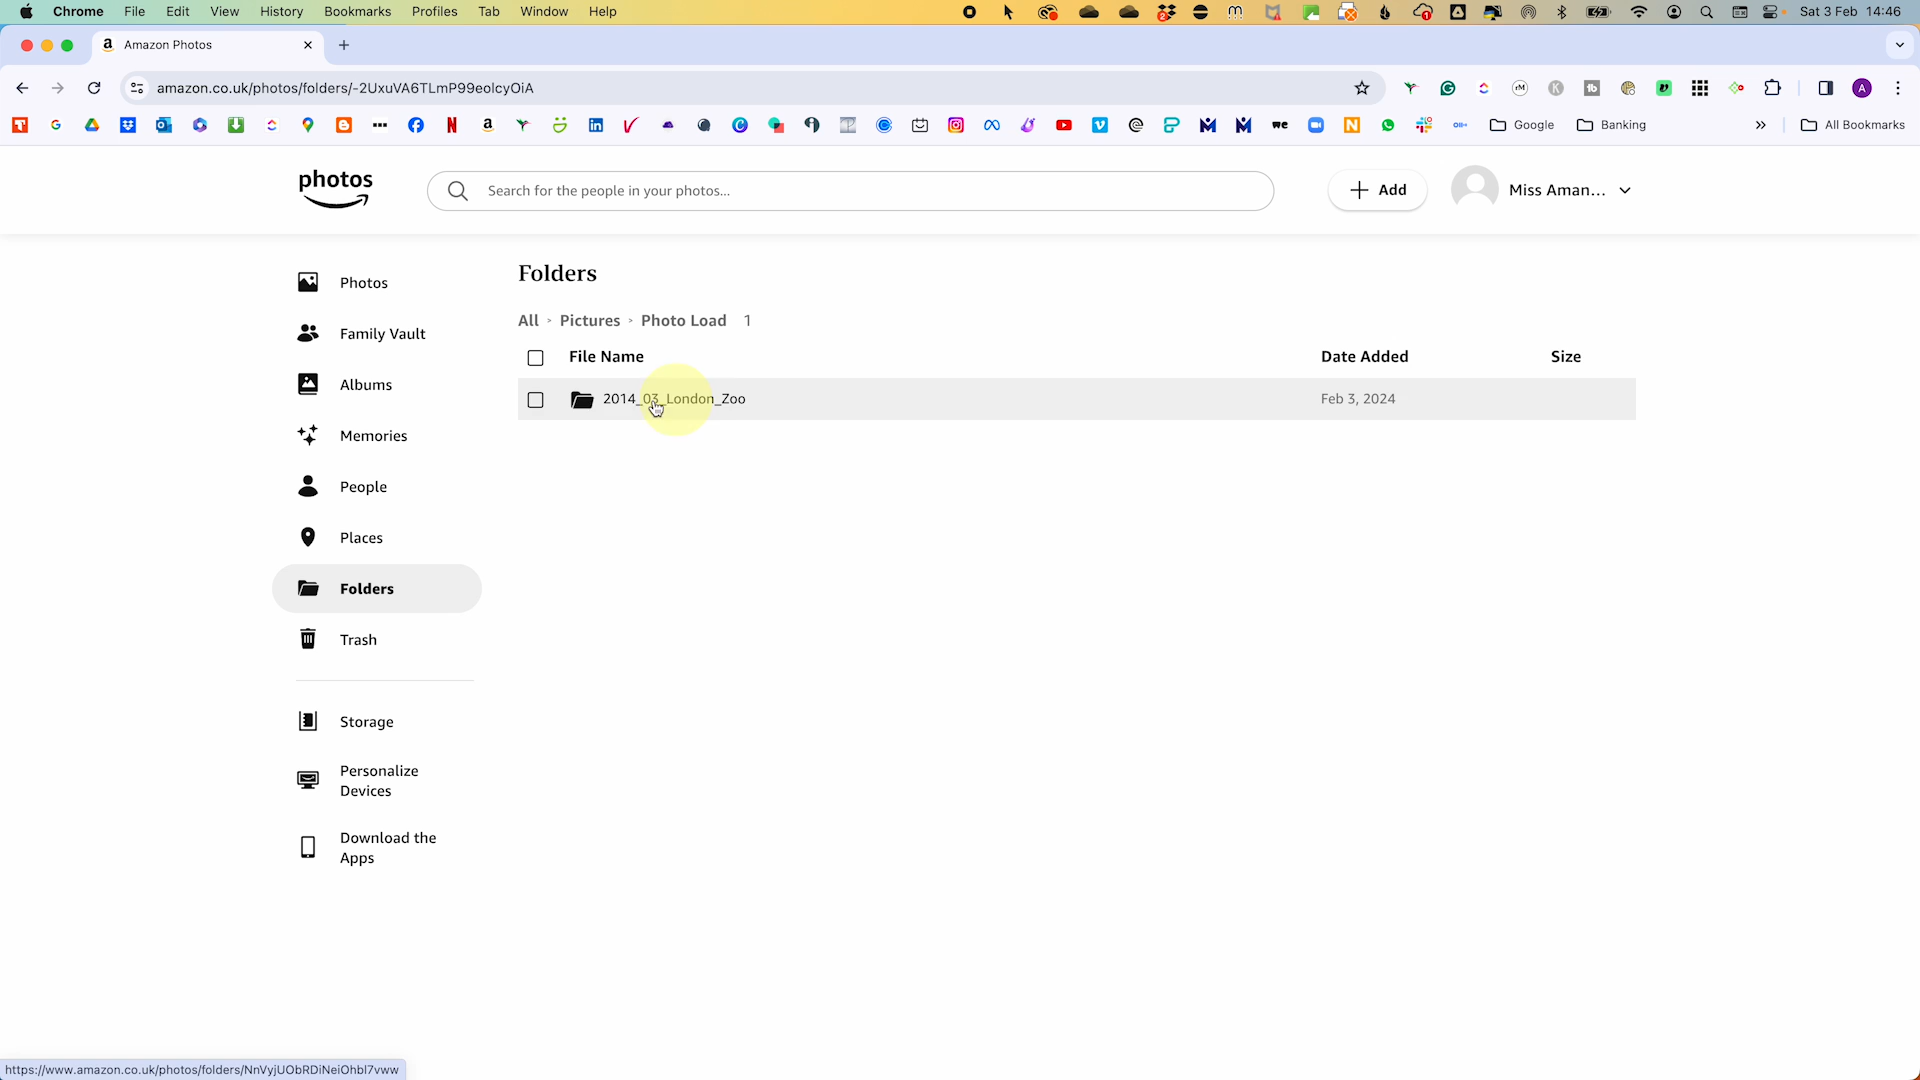 Chrome File Edit View History Bookmarks Profiles Tab Window Help Sat 3 Feb 14:46
Amazon Photos
amazon.co.uk/photos/folders/-2UxuVA6TLmP99eolcyOiA
Google Banking All Bookmarks
photos Search for the people in your photos... Add Miss Aman...
Folders
Photos
All Pictures Photo Load 1
Family Vault
File Name Date Added Size
Albums
2014_03_London_Zoo Feb 3, 2024
Memories
People
Places
Folders
Trash
Storage
Personalize
Devices
Download the
Apps
https://www.amazon.co.uk/photos/folders/NnVyjUObRDiNeiOhbl7vww